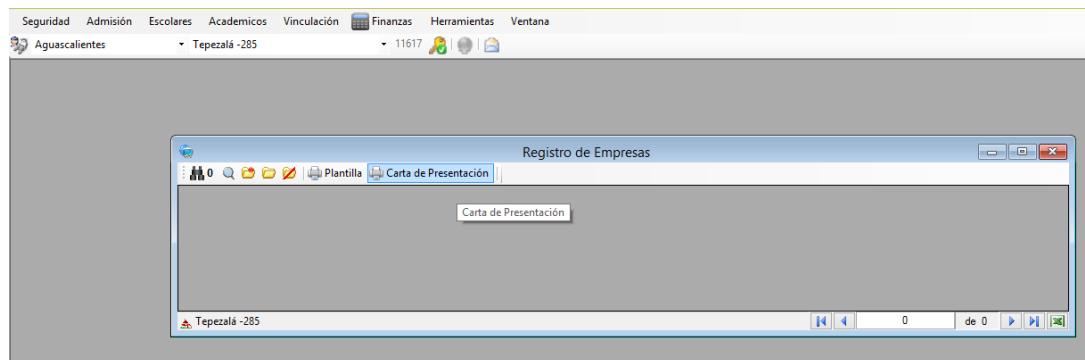 Seguridad Admisión Escolares Academicos Vinculación Finanzas Herramientas Ventana
Aguascalientes Tepezalá -285 11617
Registro de Empresas
0 Plantilla Carta de Presentación
Carta de Presentación
Tepezalá -285 0 de 0